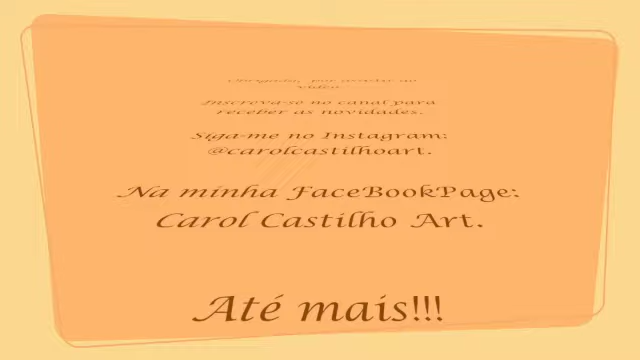 Obrigada, por assistir ao
vídeo.
Inscreva-se no canal para
receber as novidades.
Siga-me no Instagram:
@carolcastilhoart.
Na minha FaceBookPage:
Carol Castilho Art.
Até mais!!!